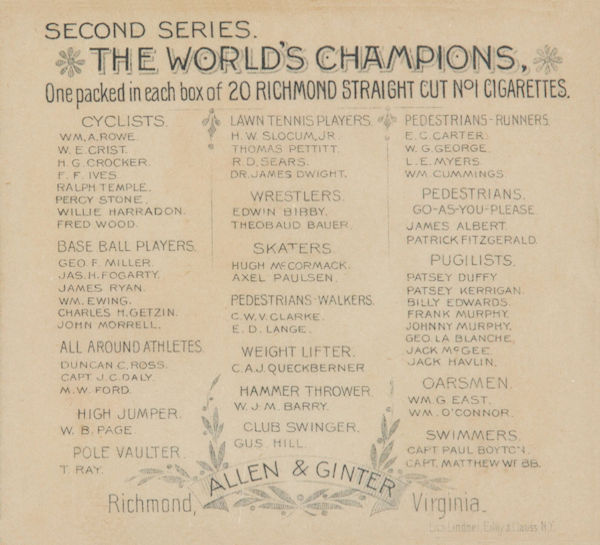 SECOND SERIES.
THE WORLD'S CHAMPIONS,
One packed in each box of 20 RICHMOND STRAIGHT CUT No1 CIGARETTES.
CYCLISTS.
WM. A. ROWE.
W. E. CRIST.
H. G. CROCKER.
F. F. IVES.
RALPH TEMPLE.
PERCY STONE.
WILLIE HARRADON.
FRED WOOD.
BASE BALL PLAYERS.
GEO. F. MILLER.
JAS. H. FOGARTY.
JAMES RYAN.
WM. EWING.
CHARLES H. GETZIN.
JOHN MORRELL.
ALL AROUND ATHLETES.
DUNCAN C. ROSS.
CAPT. J. C. DALY.
M. W. FORD.
HIGH JUMPER.
W. B. PAGE.
POLE VAULTER.
T. RAY.
LAWN TENNIS PLAYERS.
H. W. SLOCUM, JR.
THOMAS PETTITT.
R. D. SEARS.
DR. JAMES DWIGHT.
WRESTLERS.
EDWIN BIBBY.
THEOBAUD BAUER.
SKATERS.
HUGH McCORMACK.
AXEL PAULSEN.
PEDESTRIANS-WALKERS.
C. W. V. CLARKE.
E. D. LANGE.
WEIGHT LIFTER.
C. A. J. QUECKBERNER
HAMMER THROWER.
W. J. M. BARRY.
CLUB SWINGER.
GUS HILL.
PEDESTRIANS-RUNNERS.
E. C. CARTER.
W. G. GEORGE.
L. E. MYERS.
WM. CUMMINGS.
PEDESTRIANS.
GO-AS-YOU-PLEASE.
JAMES ALBERT.
PATRICK FITZGERALD.
PUGILISTS.
PATSEY DUFFY
PATSEY KERRIGAN.
BILLY EDWARDS.
FRANK MURPHY.
JOHNNY MURPHY.
GEO. LA BLANCHE.
JACK McGEE.
JACK HAVLIN.
OARSMEN.
WM. G. EAST.
WM. O'CONNOR.
SWIMMERS.
CAPT. PAUL BOYTON.
CAPT. MATTHEW WEBB.
ALLEN & GINTER
Richmond, Virginia.
Lindner, Eddy & Clauss N.Y.